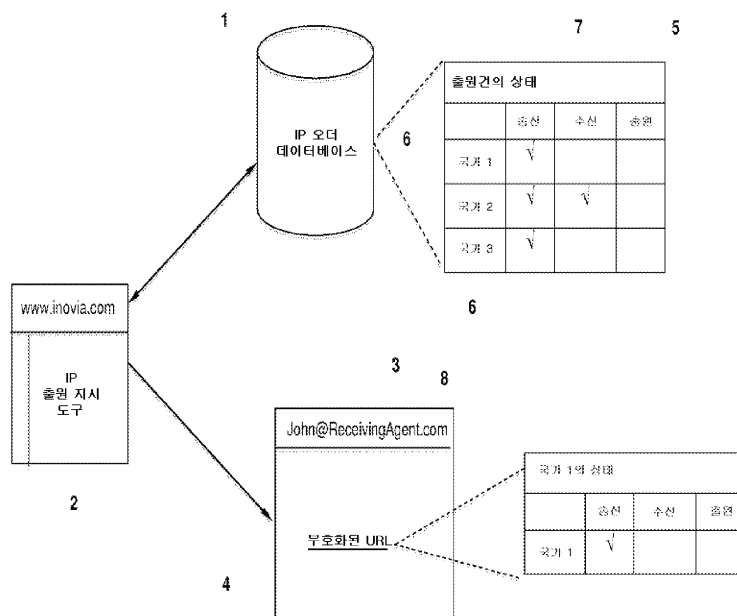 1
7 5
출원건의 상태
송신 수신 출원
IP 오더
데이터베이스
6
국가 1 √
국가 2 √ √
국가 3 √
6
www.inovia.com
IP
출원 지시
도구
2
3 8
John@ReceivingAgent.com
국가 1의 상태
송신 수신 출원
국가 1 √
부호화된 URL
4